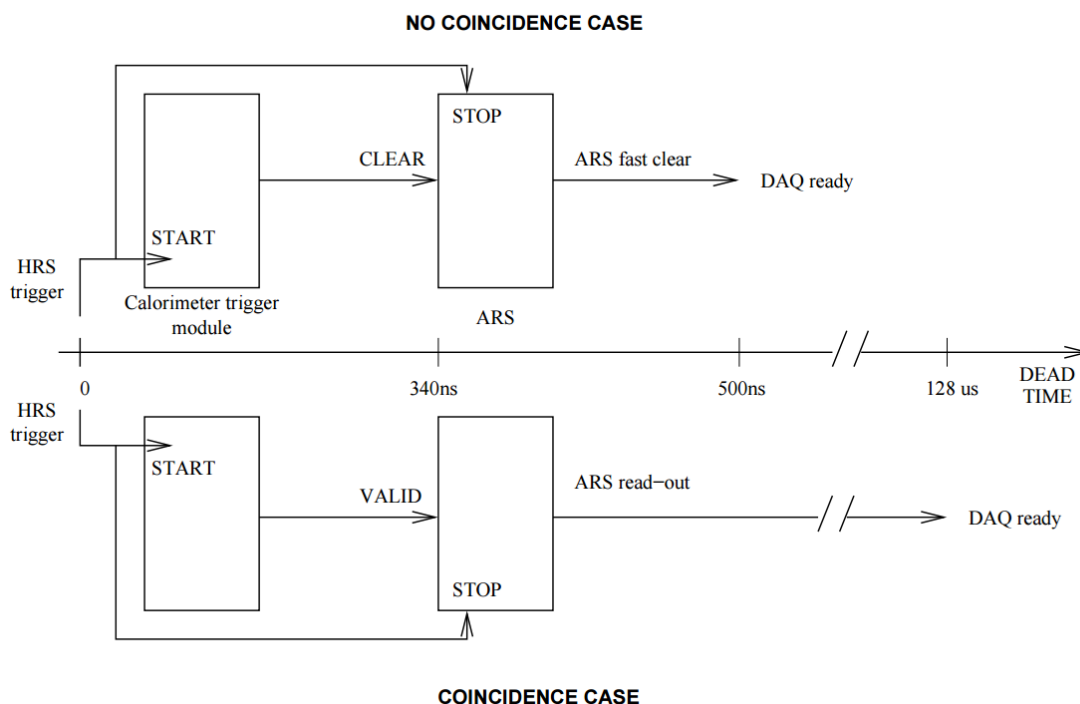 NO COINCIDENCE CASE
STOP
CLEAR
ARS fast clear
DAQ ready
START
HRS
trigger
Calorimeter trigger
module
ARS
0
340ns
500ns
128 us
DEAD
TIME
HRS
trigger
START
VALID
ARS read−out
DAQ ready
STOP
COINCIDENCE CASE